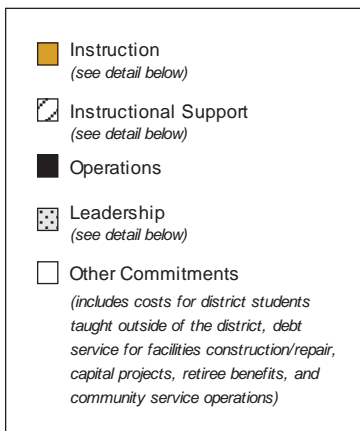 Instruction
(see detail below)
Instructional Support
(see detail below)
Operations
Leadership
(see detail below)
Other Commitments
(includes costs for district students
taught outside of the district, debt
service for facilities construction/repair,
capital projects, retiree benefits, and
community service operations)